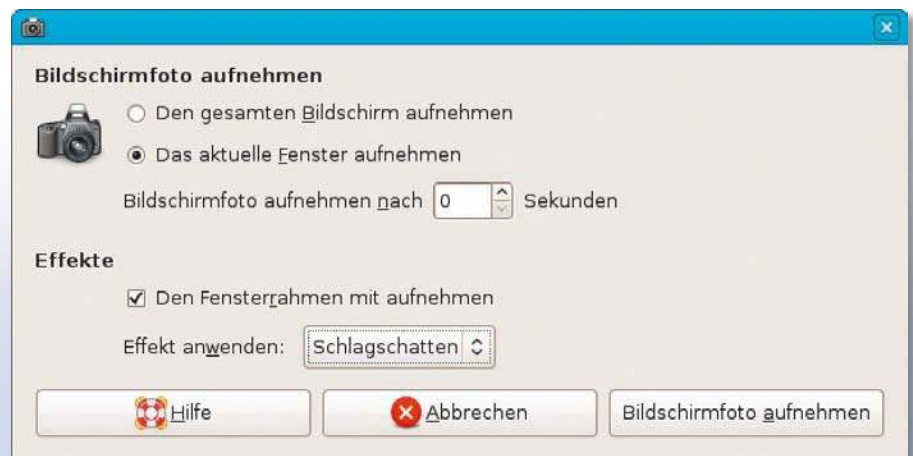 Bildschirmfoto aufnehmen
Den gesamten Bildschirm aufnehmen
Das aktuelle Fenster aufnehmen
Bildschirmfoto aufnehmen nach 0 Sekunden
Effekte
Den Fensterrahmen mit aufnehmen
Effekt anwenden: Schlagschatten
Hilfe Abbrechen Bildschirmfoto aufnehmen